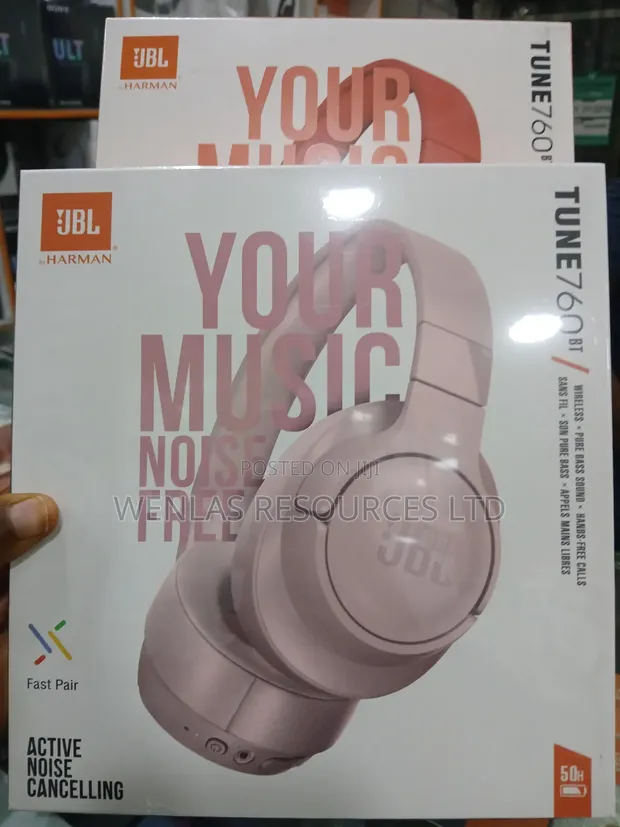 ULT
ULT
JBL
by HARMAN
YOUR
MUSIC
TUNE760BT
JBL
by HARMAN
YOUR
MUSIC
NOISE
FREE
TUNE760BT
WIRELESS • PURE BASS SOUND • HANDS-FREE CALLS
SANS FIL • SON PURE BASS • APPELS MAINS LIBRES
JBL
POSTED ON JIJI
WENLAS RESOURCES LTD
Fast Pair
ACTIVE
NOISE
CANCELLING
50H